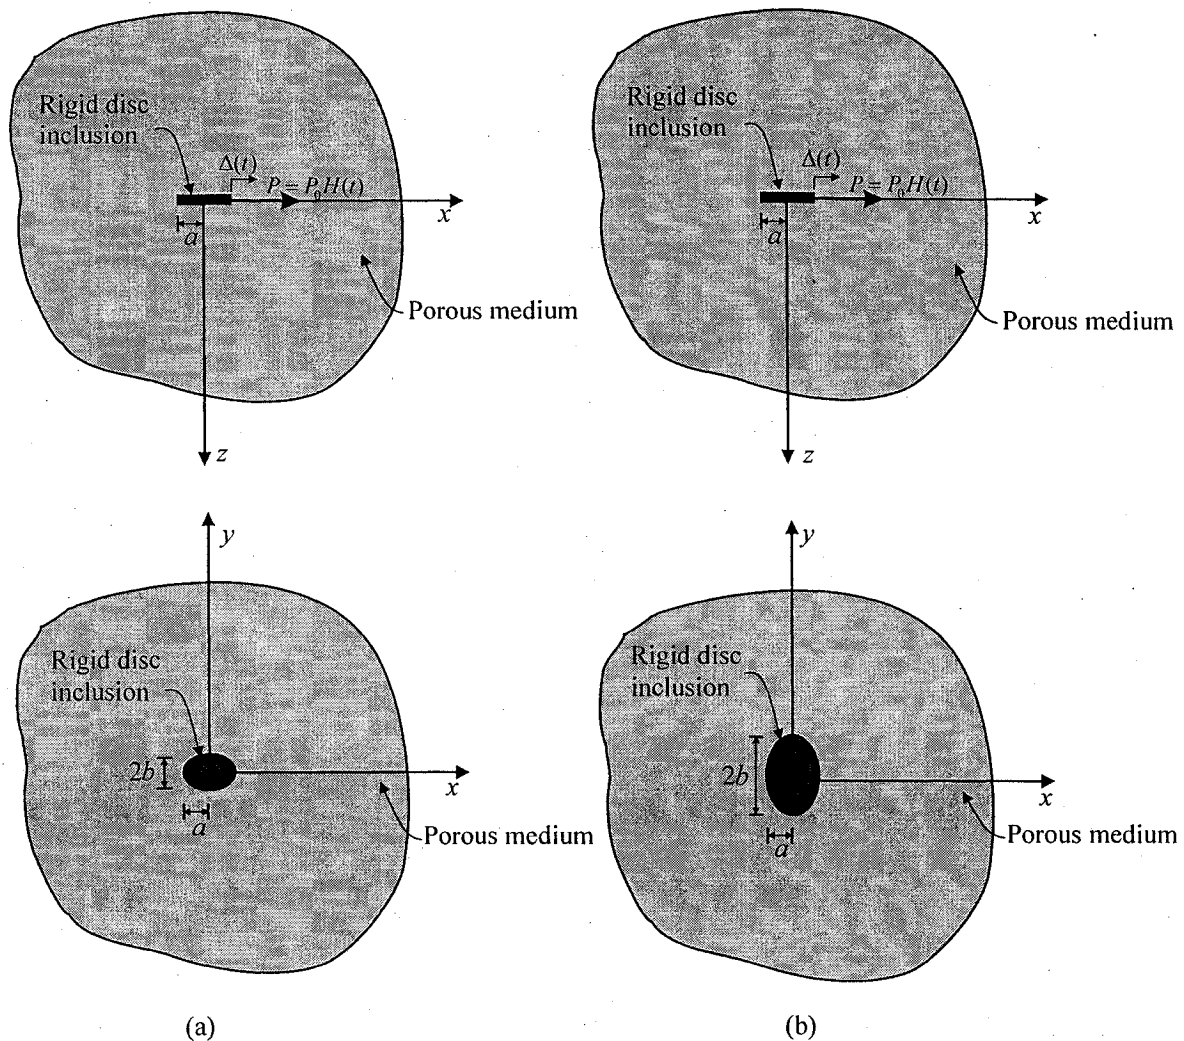 Rigid disc
inclusion
Δ(t)
P = P₀H(t)
x
a
Porous medium
z
Rigid disc
inclusion
Δ(t)
P = P₀H(t)
x
a
Porous medium
z
y
Rigid disc
inclusion
2b
x
a
Porous medium
(a)
y
Rigid disc
inclusion
2b
x
a
Porous medium
(b)